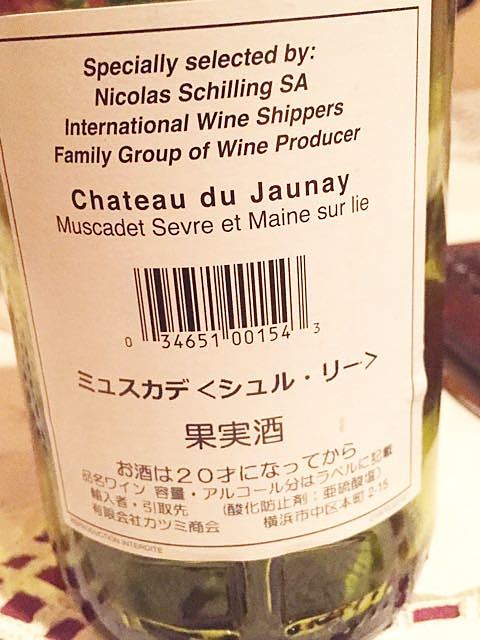 Specially selected by:
Nicolas Schilling SA
International Wine Shippers
Family Group of Wine Producer
Chateau du Jaunay
Muscadet Sevre et Maine sur lie
0 34651 00154 3
ミュスカデ<シュル・リー>
果実酒
お酒は20才になってから
品名ワイン 容量・アルコール分はラベルに記載
輸入者・引取先 (酸化防止剤:亜硫酸塩)
有限会社カツミ商会 横浜市中区本町2-15
REPRODUCTION INTERDITE